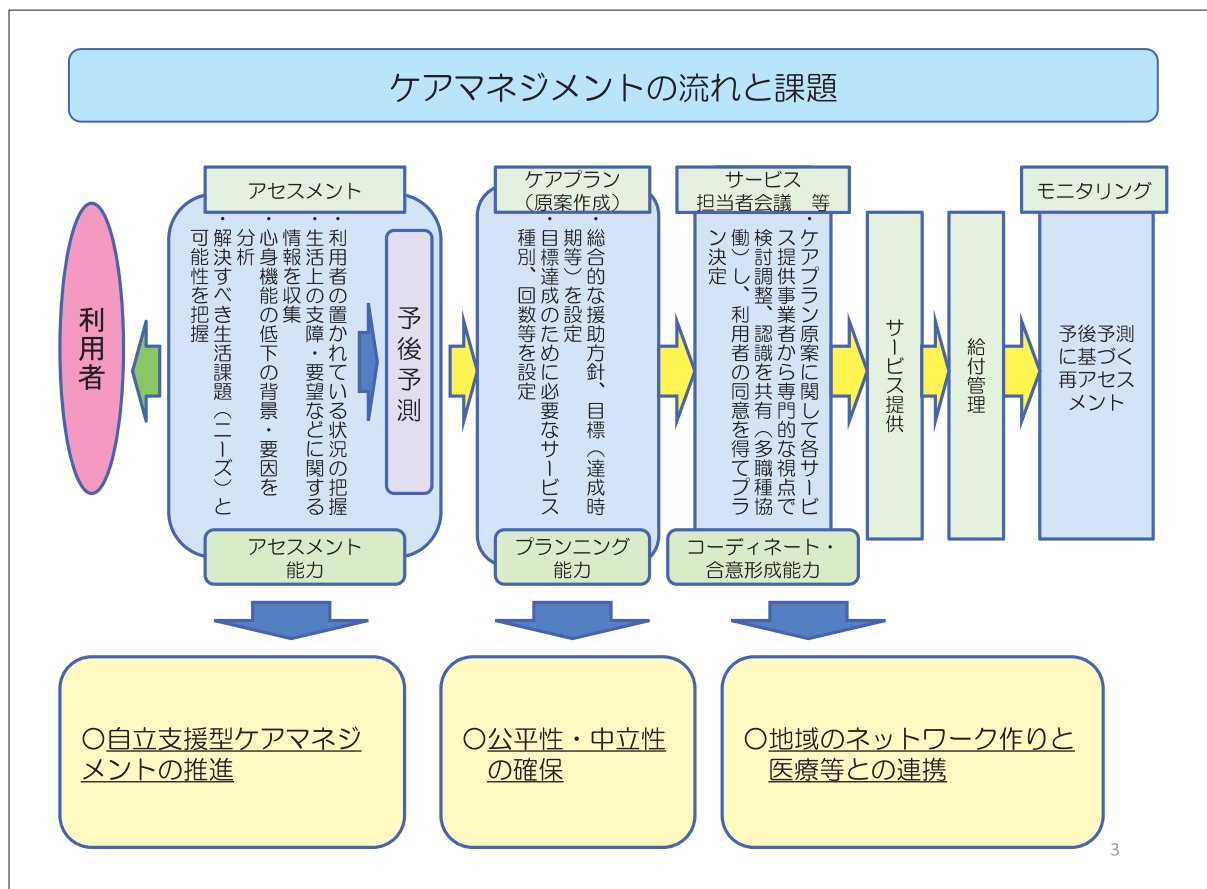 ケアマネジメントの流れと課題
利用者
アセスメント
・利用者の置かれている状況の把握
・生活上の支障・要望などに関する
情報を収集
・心身機能の低下の背景・要因を
分析
・解決すべき生活課題（ニーズ）と
可能性を把握
予後予測
アセスメント
能力
ケアプラン
（原案作成）
・総合的な援助方針、目標（達成時
期等）を設定
・目標達成のために必要なサービス
種別、回数等を設定
プランニング
能力
サービス
担当者会議　等
・ケアプラン原案に関して各サービ
ス提供事業者から専門的な視点で
検討調整、認識を共有（多職種協
働）し、利用者の同意を得てプラ
ン決定
コーディネート・
合意形成能力
サービス提供
給付管理
モニタリング
予後予測
に基づく
再アセス
メント
○自立支援型ケアマネジ
メントの推進
○公平性・中立性
の確保
○地域のネットワーク作りと
医療等との連携
3